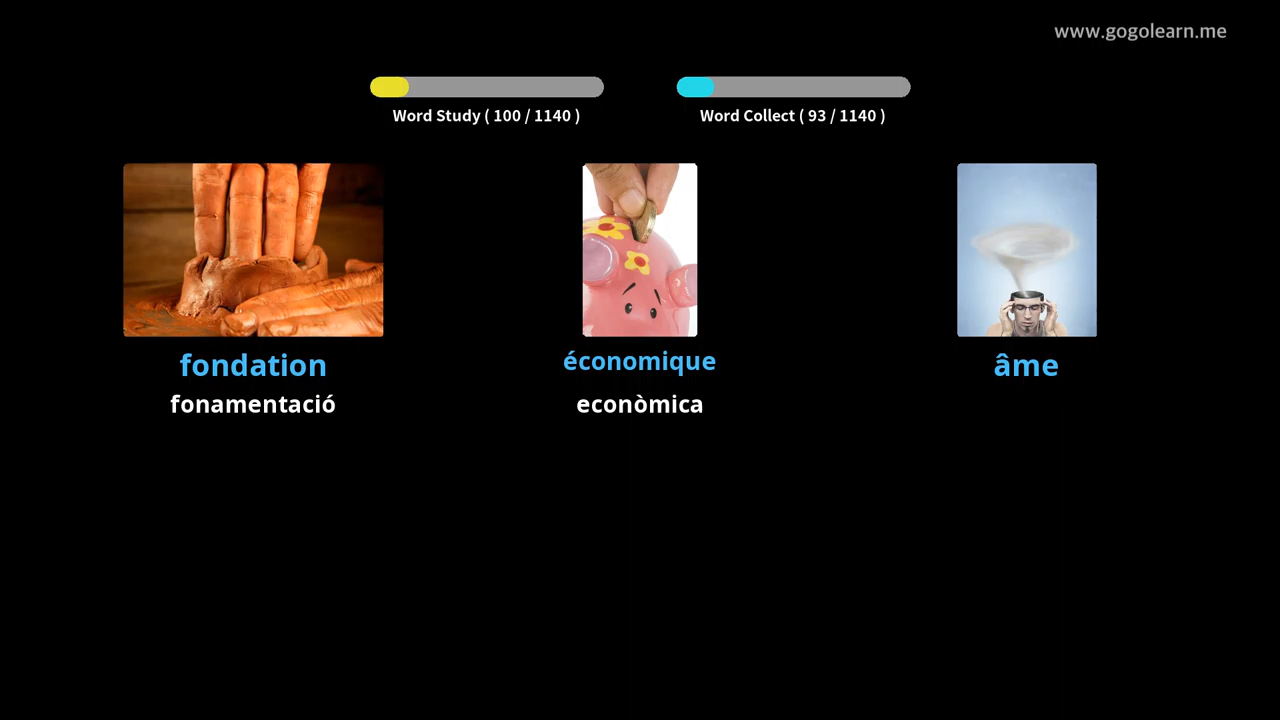 www.gogolearn.me
Word Study ( 100 / 1140 )
Word Collect ( 93 / 1140 )
fondation
économique
âme
fonamentació
econòmica